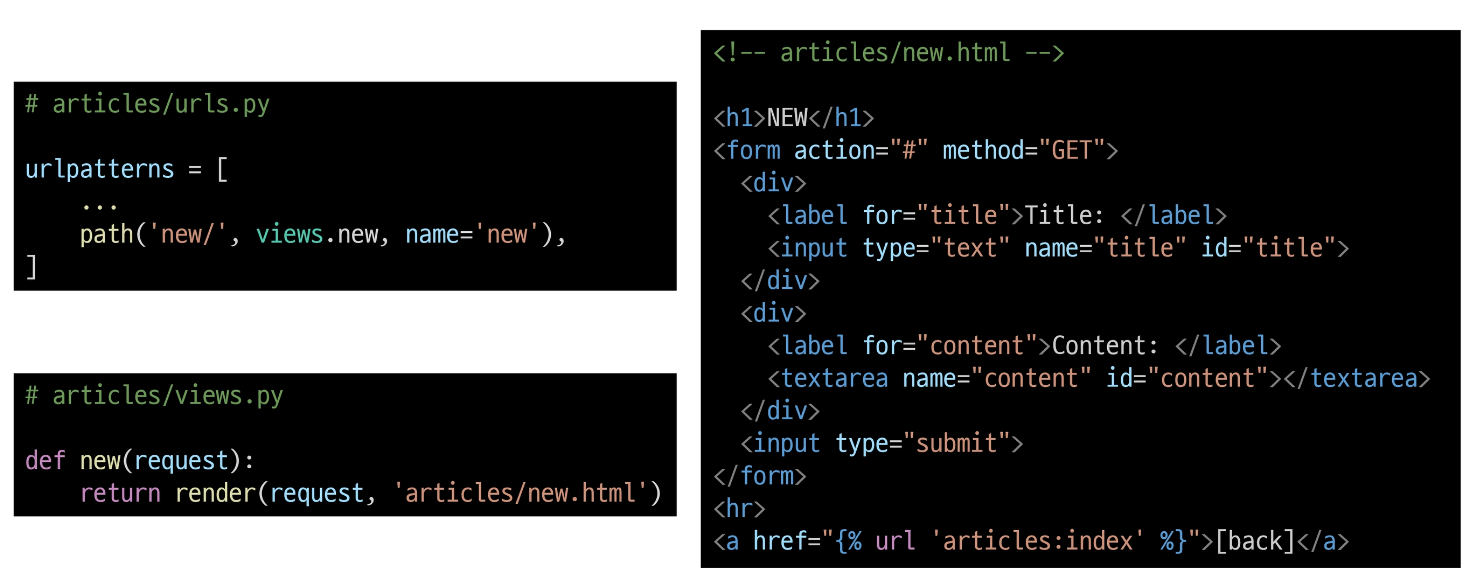 # articles/urls.py

urlpatterns = [
    ...
    path('new/', views.new, name='new'),
]

# articles/views.py

def new(request):
    return render(request, 'articles/new.html')

<!-- articles/new.html -->

<h1>NEW</h1>
<form action="#" method="GET">
  <div>
    <label for="title">Title: </label>
    <input type="text" name="title" id="title">
  </div>
  <div>
    <label for="content">Content: </label>
    <textarea name="content" id="content"></textarea>
  </div>
  <input type="submit">
</form>
<hr>
<a href="{% url 'articles:index' %}">[back]</a>